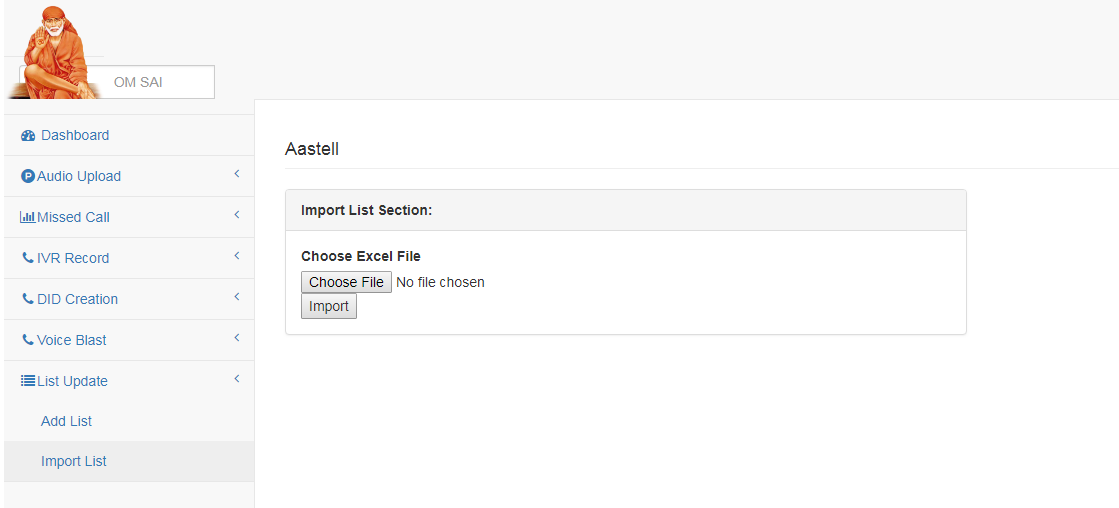 OM SAI
Dashboard
Audio Upload
Missed Call
IVR Record
DID Creation
Voice Blast
List Update
Add List
Import List
Aastell
Import List Section:
Choose Excel File
Choose File No file chosen
Import